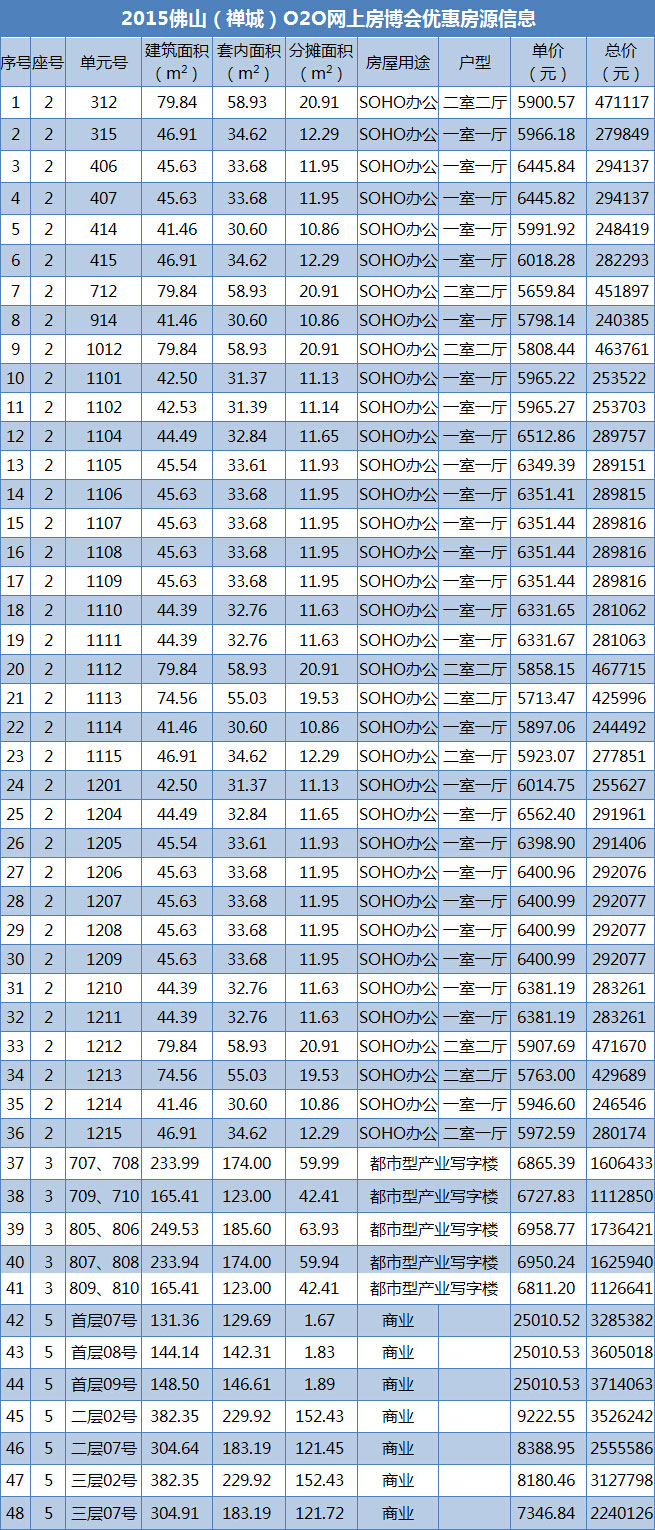 2015佛山（禅城）O2O网上房博会优惠房源信息
序号 座号 单元号 建筑面积（m²） 套内面积（m²） 分摊面积（m²） 房屋用途 户型 单价（元） 总价（元）
1 2 312 79.84 58.93 20.91 SOHO办公 二室二厅 5900.57 471117
2 2 315 46.91 34.62 12.29 SOHO办公 一室一厅 5966.18 279849
3 2 406 45.63 33.68 11.95 SOHO办公 一室一厅 6445.84 294137
4 2 407 45.63 33.68 11.95 SOHO办公 一室一厅 6445.82 294137
5 2 414 41.46 30.60 10.86 SOHO办公 一室一厅 5991.92 248419
6 2 415 46.91 34.62 12.29 SOHO办公 一室一厅 6018.28 282293
7 2 712 79.84 58.93 20.91 SOHO办公 二室二厅 5659.84 451897
8 2 914 41.46 30.60 10.86 SOHO办公 一室一厅 5798.14 240385
9 2 1012 79.84 58.93 20.91 SOHO办公 二室二厅 5808.44 463761
10 2 1101 42.50 31.37 11.13 SOHO办公 一室一厅 5965.22 253522
11 2 1102 42.53 31.39 11.14 SOHO办公 一室一厅 5965.27 253703
12 2 1104 44.49 32.84 11.65 SOHO办公 一室一厅 6512.86 289757
13 2 1105 45.54 33.61 11.93 SOHO办公 一室一厅 6349.39 289151
14 2 1106 45.63 33.68 11.95 SOHO办公 一室一厅 6351.41 289815
15 2 1107 45.63 33.68 11.95 SOHO办公 一室一厅 6351.44 289816
16 2 1108 45.63 33.68 11.95 SOHO办公 一室一厅 6351.44 289816
17 2 1109 45.63 33.68 11.95 SOHO办公 一室一厅 6351.44 289816
18 2 1110 44.39 32.76 11.63 SOHO办公 一室一厅 6331.65 281062
19 2 1111 44.39 32.76 11.63 SOHO办公 一室一厅 6331.67 281063
20 2 1112 79.84 58.93 20.91 SOHO办公 二室二厅 5858.15 467715
21 2 1113 74.56 55.03 19.53 SOHO办公 二室二厅 5713.47 425996
22 2 1114 41.46 30.60 10.86 SOHO办公 一室一厅 5897.06 244492
23 2 1115 46.91 34.62 12.29 SOHO办公 二室一厅 5923.07 277851
24 2 1201 42.50 31.37 11.13 SOHO办公 一室一厅 6014.75 255627
25 2 1204 44.49 32.84 11.65 SOHO办公 一室一厅 6562.40 291961
26 2 1205 45.54 33.61 11.93 SOHO办公 一室一厅 6398.90 291406
27 2 1206 45.63 33.68 11.95 SOHO办公 一室一厅 6400.96 292076
28 2 1207 45.63 33.68 11.95 SOHO办公 一室一厅 6400.99 292077
29 2 1208 45.63 33.68 11.95 SOHO办公 一室一厅 6400.99 292077
30 2 1209 45.63 33.68 11.95 SOHO办公 一室一厅 6400.99 292077
31 2 1210 44.39 32.76 11.63 SOHO办公 一室一厅 6381.19 283261
32 2 1211 44.39 32.76 11.63 SOHO办公 一室一厅 6381.19 283261
33 2 1212 79.84 58.93 20.91 SOHO办公 二室二厅 5907.69 471670
34 2 1213 74.56 55.03 19.53 SOHO办公 二室二厅 5763.00 429689
35 2 1214 41.46 30.60 10.86 SOHO办公 一室一厅 5946.60 246546
36 2 1215 46.91 34.62 12.29 SOHO办公 二室一厅 5972.59 280174
37 3 707、708 233.99 174.00 59.99 都市型产业写字楼 6865.39 1606433
38 3 709、710 165.41 123.00 42.41 都市型产业写字楼 6727.83 1112850
39 3 805、806 249.53 185.60 63.93 都市型产业写字楼 6958.77 1736421
40 3 807、808 233.94 174.00 59.94 都市型产业写字楼 6950.24 1625940
41 3 809、810 165.41 123.00 42.41 都市型产业写字楼 6811.20 1126641
42 5 首层07号 131.36 129.69 1.67 商业 25010.52 3285382
43 5 首层08号 144.14 142.31 1.83 商业 25010.53 3605018
44 5 首层09号 148.50 146.61 1.89 商业 25010.53 3714063
45 5 二层02号 382.35 229.92 152.43 商业 9222.55 3526242
46 5 二层07号 304.64 183.19 121.45 商业 8388.95 2555586
47 5 三层02号 382.35 229.92 152.43 商业 8180.46 3127798
48 5 三层07号 304.91 183.19 121.72 商业 7346.84 2240126